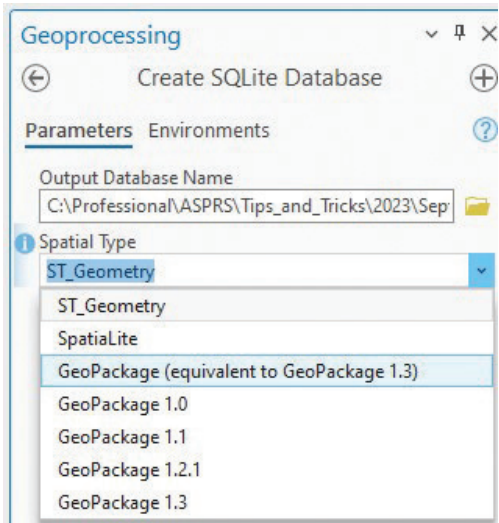 Geoprocessing
Create SQLite Database
Parameters Environments
Output Database Name
C:\Professional\ASPRS\Tips_and_Tricks\2023\Sep
Spatial Type
ST_Geometry
ST_Geometry
SpatiaLite
GeoPackage (equivalent to GeoPackage 1.3)
GeoPackage 1.0
GeoPackage 1.1
GeoPackage 1.2.1
GeoPackage 1.3